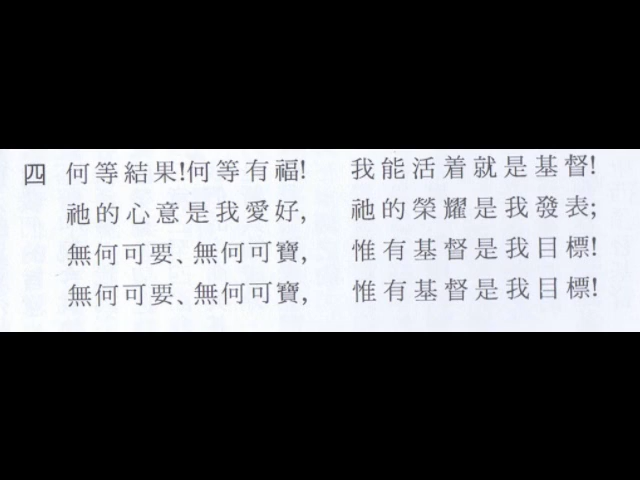 四 何等結果!何等有福! 我能活着就是基督!
祂的心意是我愛好, 祂的榮耀是我發表;
無何可要、無何可寶, 惟有基督是我目標!
無何可要、無何可寶, 惟有基督是我目標!